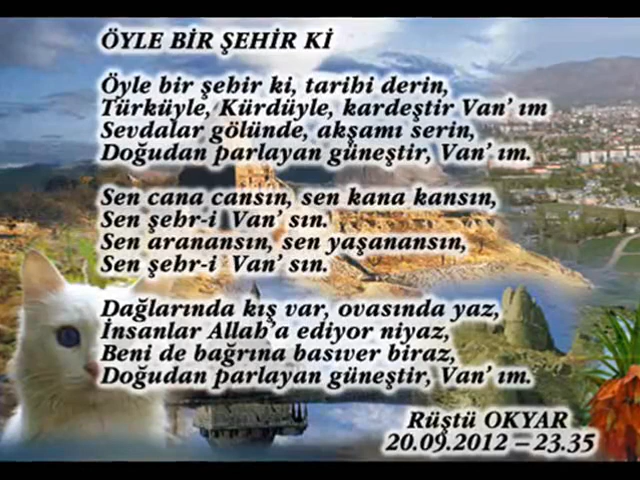 ÖYLE BİR ŞEHİR Kİ
Öyle bir şehir ki, tarihi derin,
Türküyle, Kürdüyle, kardeştir Van' ım
Sevdalar gölünde, akşamı serin,
Doğudan parlayan güneştir, Van' ım.
Sen cana cansın, sen kana kansın,
Sen şehr-i Van' sın.
Sen aranansın, sen yaşanansın,
Sen şehr-i Van' sın.
Dağlarında kış var, ovasında yaz,
İnsanlar Allah'a ediyor niyaz,
Beni de bağrına basıver biraz,
Doğudan parlayan güneştir, Van' ım.
Rüştü OKYAR
20.09.2012 – 23.35